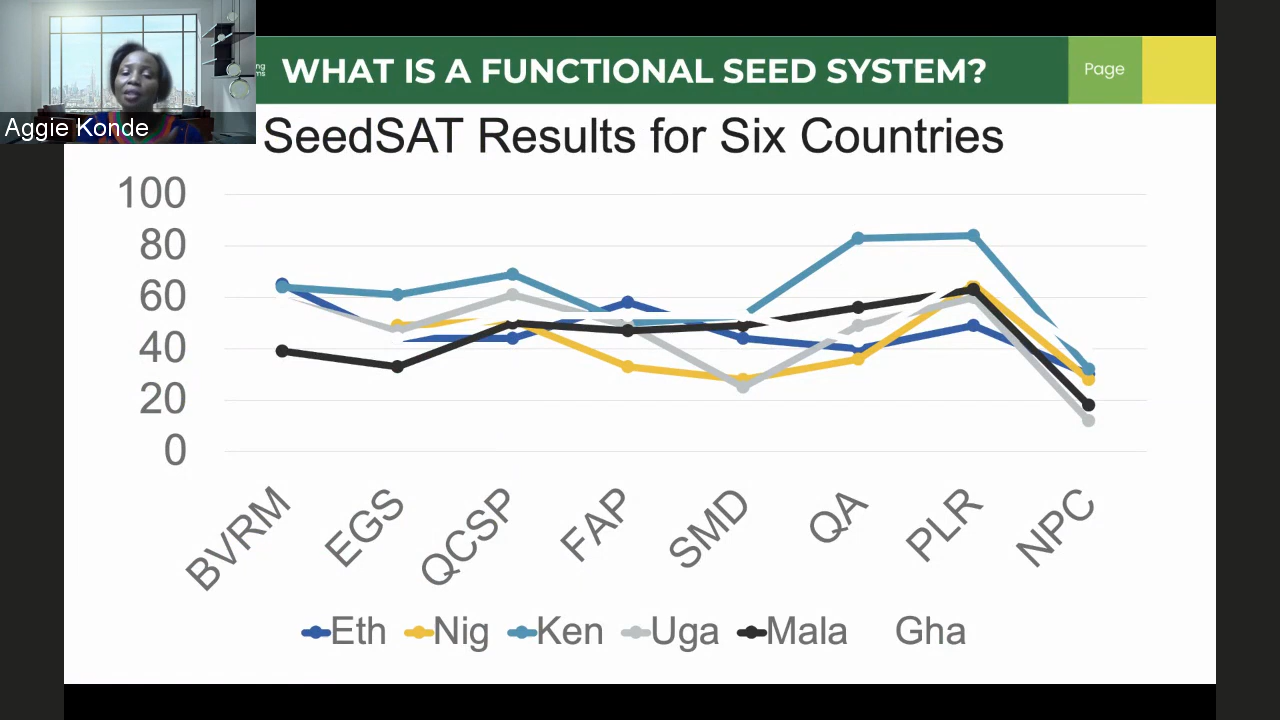 WHAT IS A FUNCTIONAL SEED SYSTEM?
Page
Aggie Konde
SeedSAT Results for Six Countries
100
80
60
40
20
0
BVRM
EGS
QCSP
FAP
SMD
QA
PLR
NPC
Eth Nig Ken Uga Mala Gha